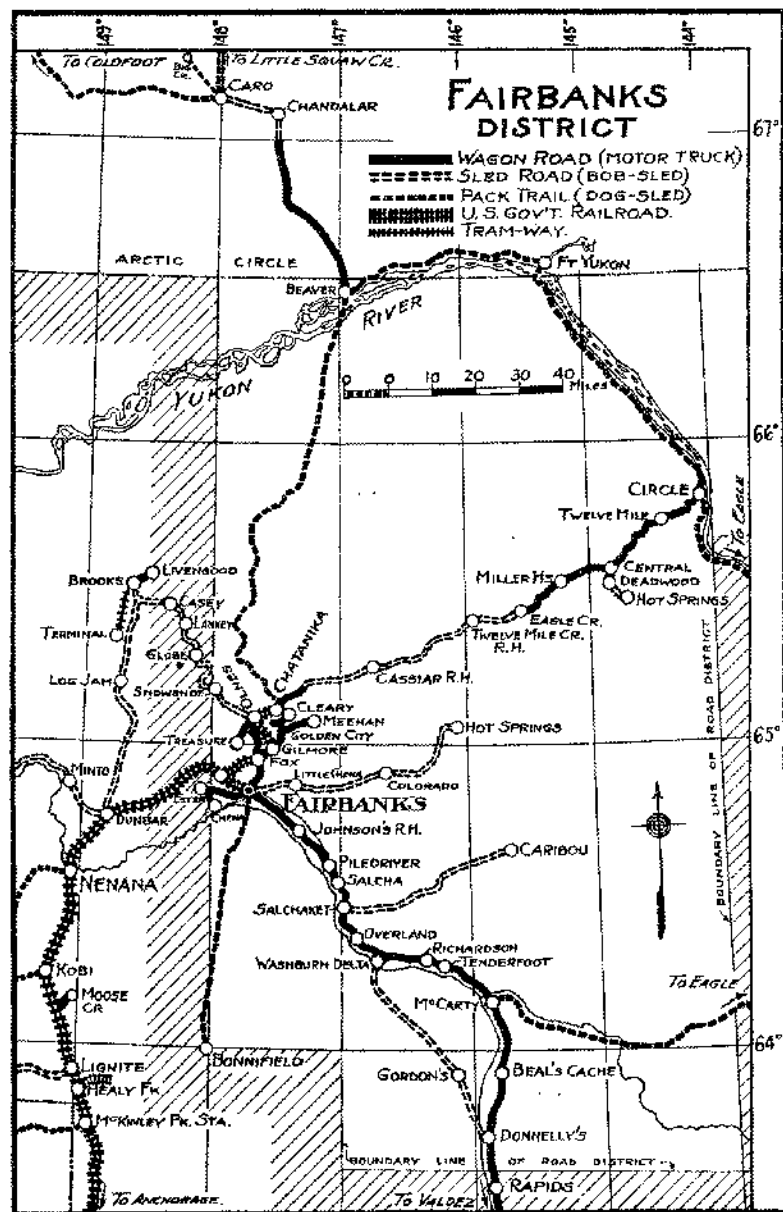 149° 148° 147° 146° 145° 144°
TO COLDFOOT
TO LITTLE SQUAW CR.
CARO
CHANDALAR
FAIRBANKS
DISTRICT
67°
WAGON ROAD (MOTOR TRUCK)
SLED ROAD (BOB-SLED)
PACK TRAIL (DOG-SLED)
U.S. GOV'T. RAILROAD.
TRAM-WAY.
ARCTIC CIRCLE
FT YUKON
BEAVER
YUKON RIVER
10 20 30 40
MILES
66°
CIRCLE
TWELVE MILE
TO EAGLE
CENTRAL
DEADWOOD
HOT SPRINGS
MILLER HS
EAGLE CR.
TWELVE MILE CR.
R.H.
CASSIAR R.H.
LIVENGOOD
BROOKS
CASEY
TERMINAL
GLOBE
LOG JAM
SNOWSHOE
OLNES
CHATANIKA
CLEARY
MEEHAN
GOLDEN CITY
TREASURE
GILMORE
FOX
HOT SPRINGS
65°
MINTO
LITTLE CHENA
COLORADO
ESTER
FAIRBANKS
DUNBAR
CHENA
JOHNSON'S R.H.
NENANA
PILEDRIVER
SALCHA
CARIBOU
SALCHAKET
OVERLAND
RICHARDSON
WASHBURN DELTA
TENDERFOOT
BOUNDARY LINE OF ROAD DISTRICT
KOBI
MOOSE
CR
MCCARTY
TO EAGLE
64°
LIGNITE
BONNIFIELD
HEALY FK.
GORDON'S
BEAL'S CACHE
MCKINLEY PK. STA.
DONNELLY'S
BOUNDARY LINE OF ROAD DISTRICT
RAPIDS
TO ANCHORAGE
TO VALDEZ